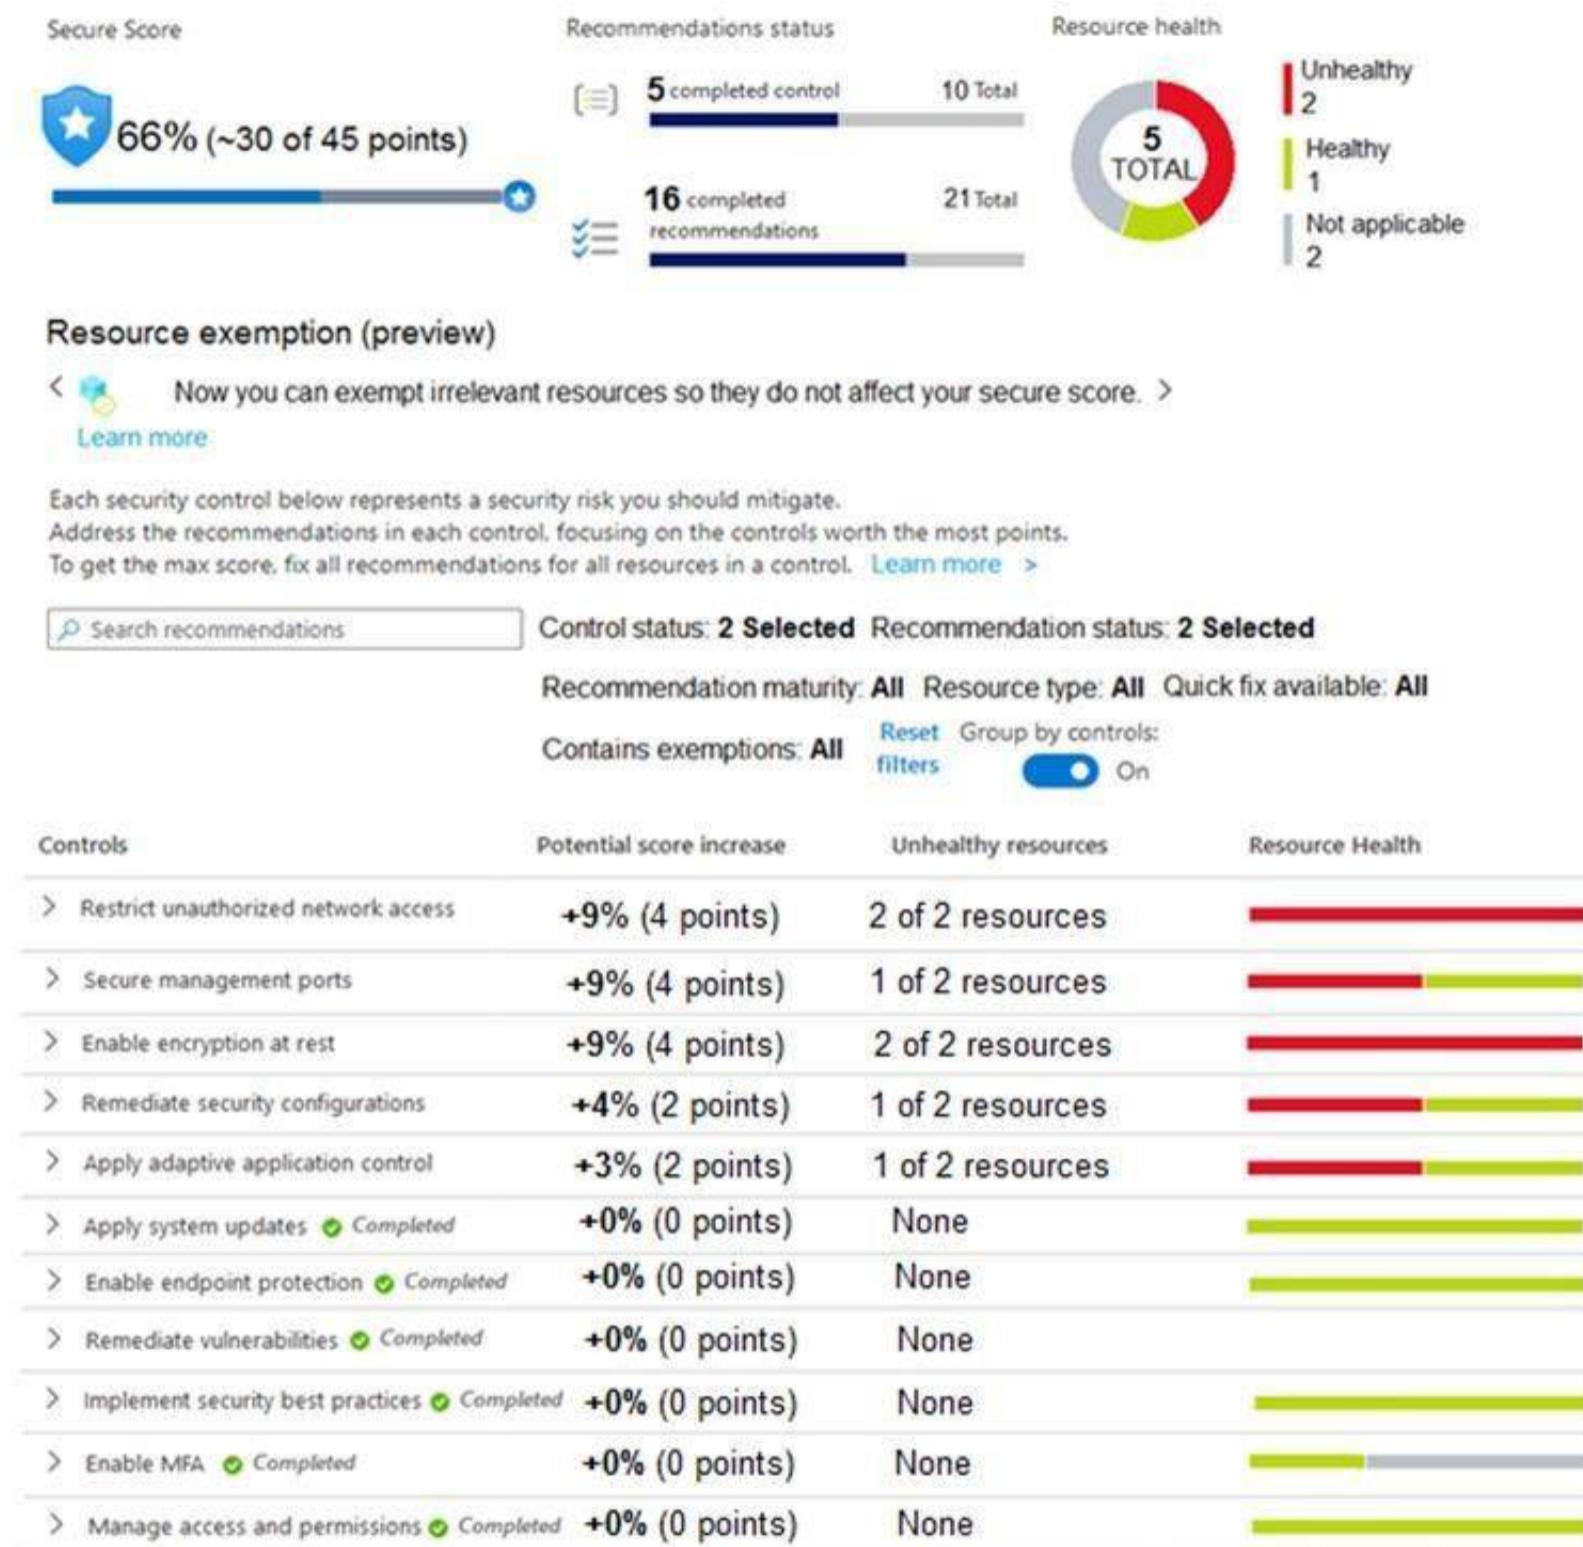 Secure Score
66% (~30 of 45 points)
Recommendations status
5 completed control 10 Total
16 completed 21 Total
recommendations
Resource health
5
TOTAL
Unhealthy
2
Healthy
1
Not applicable
2
Resource exemption (preview)
Now you can exempt irrelevant resources so they do not affect your secure score.
Learn more
Each security control below represents a security risk you should mitigate.
Address the recommendations in each control, focusing on the controls worth the most points.
To get the max score, fix all recommendations for all resources in a control. Learn more >
Search recommendations
Control status: 2 Selected Recommendation status: 2 Selected
Recommendation maturity: All Resource type: All Quick fix available: All
Contains exemptions: All Reset filters Group by controls: On
Controls Potential score increase Unhealthy resources Resource Health
> Restrict unauthorized network access +9% (4 points) 2 of 2 resources
> Secure management ports +9% (4 points) 1 of 2 resources
> Enable encryption at rest +9% (4 points) 2 of 2 resources
> Remediate security configurations +4% (2 points) 1 of 2 resources
> Apply adaptive application control +3% (2 points) 1 of 2 resources
> Apply system updates Completed +0% (0 points) None
> Enable endpoint protection Completed +0% (0 points) None
> Remediate vulnerabilities Completed +0% (0 points) None
> Implement security best practices Completed +0% (0 points) None
> Enable MFA Completed +0% (0 points) None
> Manage access and permissions Completed +0% (0 points) None